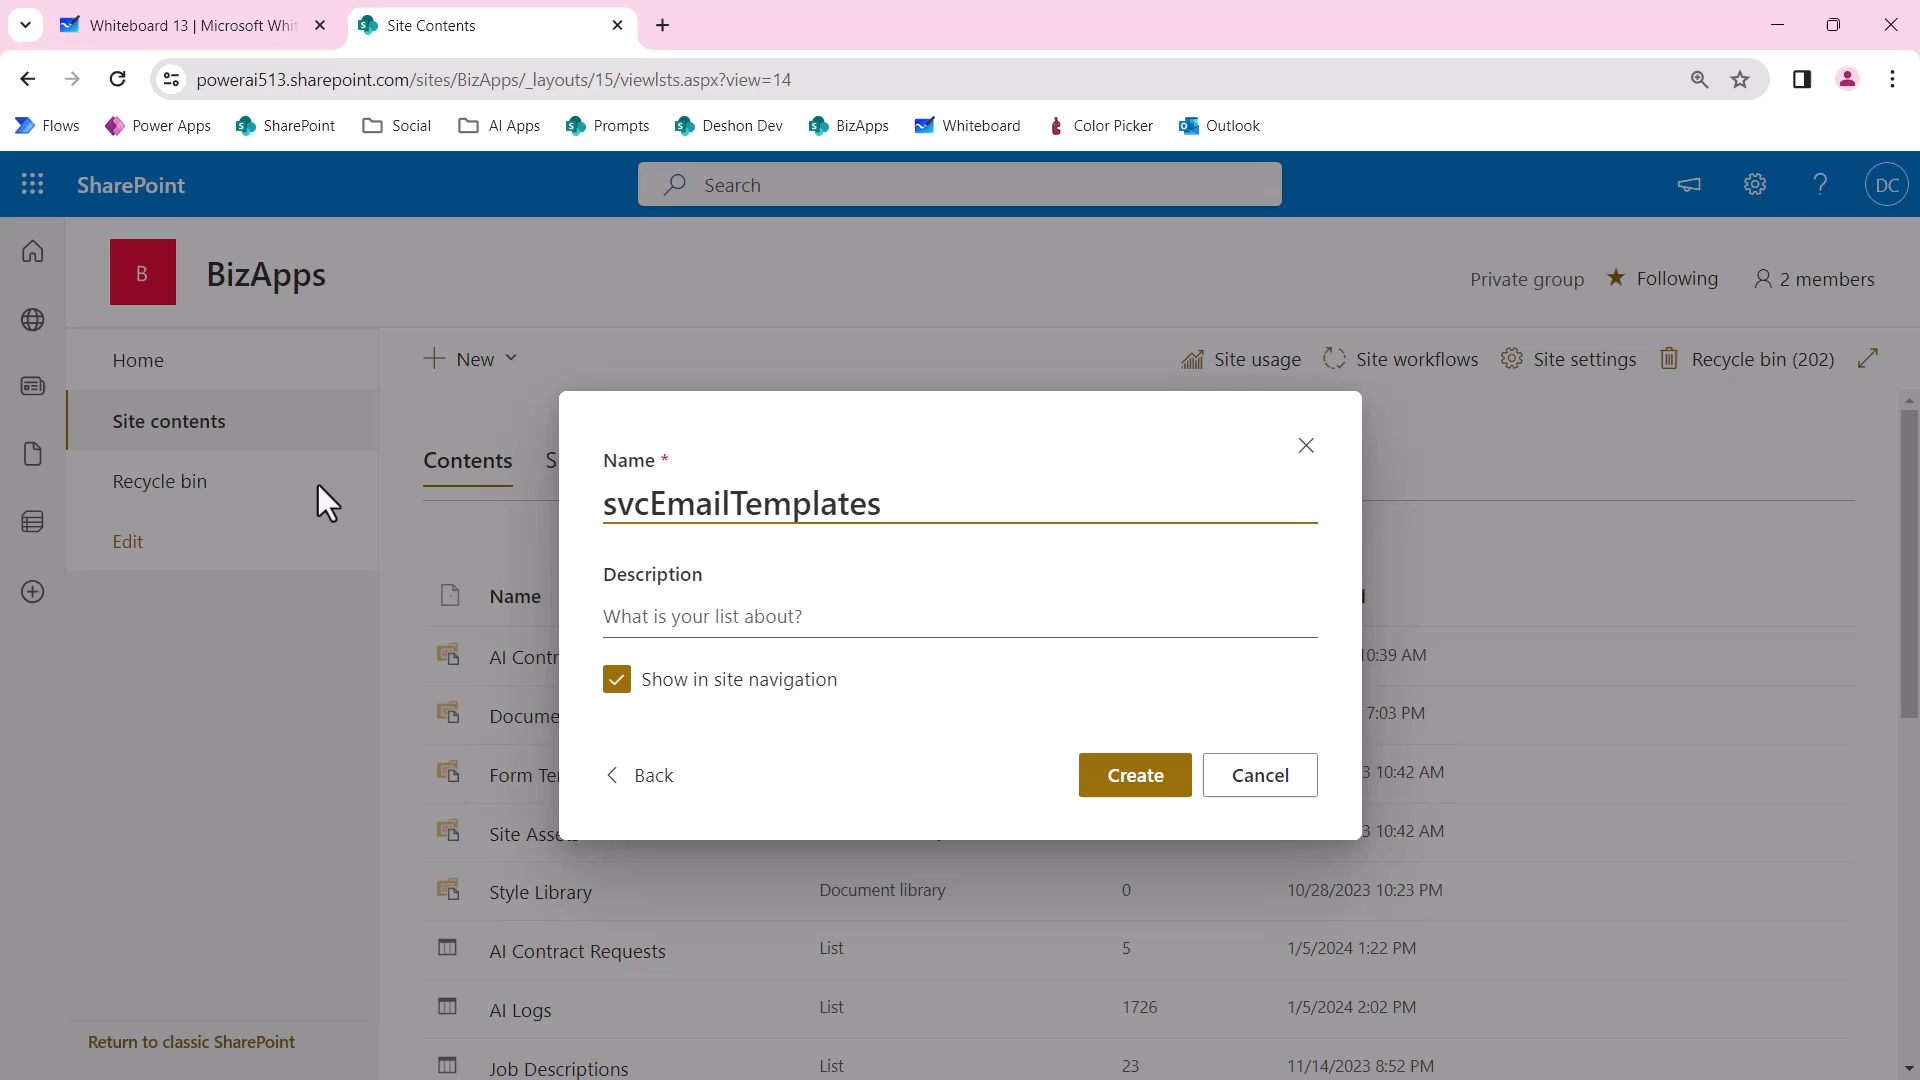 Whiteboard 13 | Microsoft Whit
Site Contents
powerai513.sharepoint.com/sites/BizApps/_layouts/15/viewlsts.aspx?view=14
Flows
Power Apps
SharePoint
Social
AI Apps
Prompts
Deshon Dev
BizApps
Whiteboard
Color Picker
Outlook
SharePoint
Search
DC
B
BizApps
Private group
Following
2 members
Home
Site contents
Recycle bin
Edit
Return to classic SharePoint
New
Site usage
Site workflows
Site settings
Recycle bin (202)
Contents
S
Name *
svcEmailTemplates
Description
What is your list about?
Show in site navigation
Back
Create
Cancel
Name
d
AI Contr
0:39 AM
Docume
7:03 PM
Form Te
3 10:42 AM
Site Asse
3 10:42 AM
Style Library
Document library
0
10/28/2023 10:23 PM
AI Contract Requests
List
5
1/5/2024 1:22 PM
AI Logs
List
1726
1/5/2024 2:02 PM
Job Descriptions
List
23
11/14/2023 8:52 PM